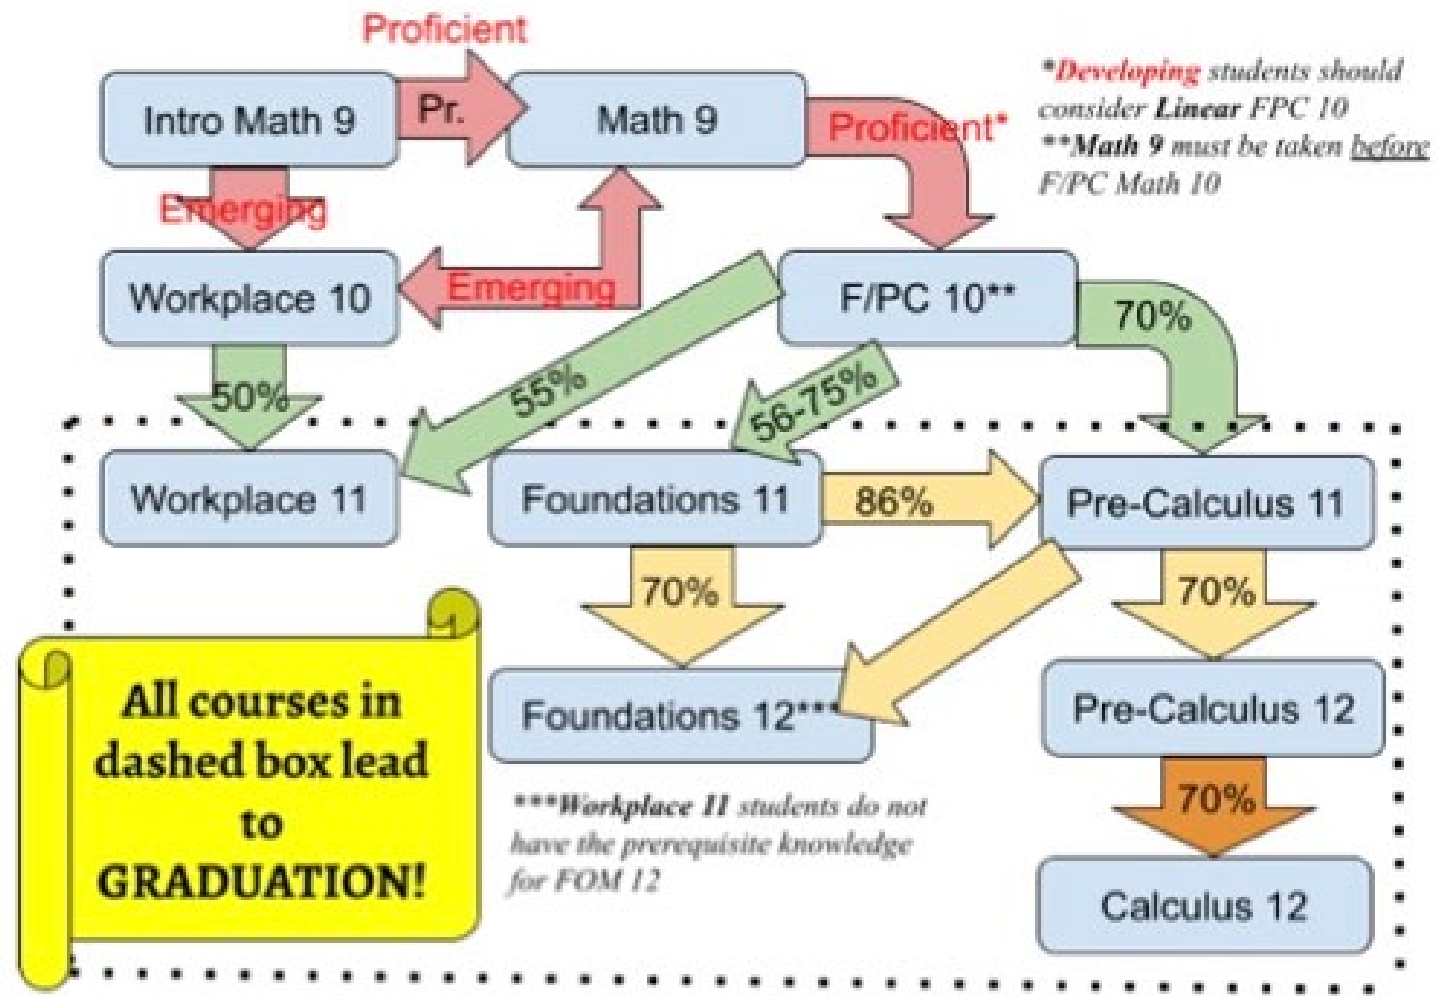 Proficient
Intro Math 9
Pr.
Math 9
Proficient*
*Developing students should
consider Linear FPC 10
**Math 9 must be taken before
F/PC Math 10
Emerging
Workplace 10
Emerging
F/PC 10**
70%
50%
55%
56-75%
Workplace 11
Foundations 11
86%
Pre-Calculus 11
70%
70%
Foundations 12***
Pre-Calculus 12
All courses in
dashed box lead
to
GRADUATION!
***Workplace 11 students do not
have the prerequisite knowledge
for FOM 12
70%
Calculus 12